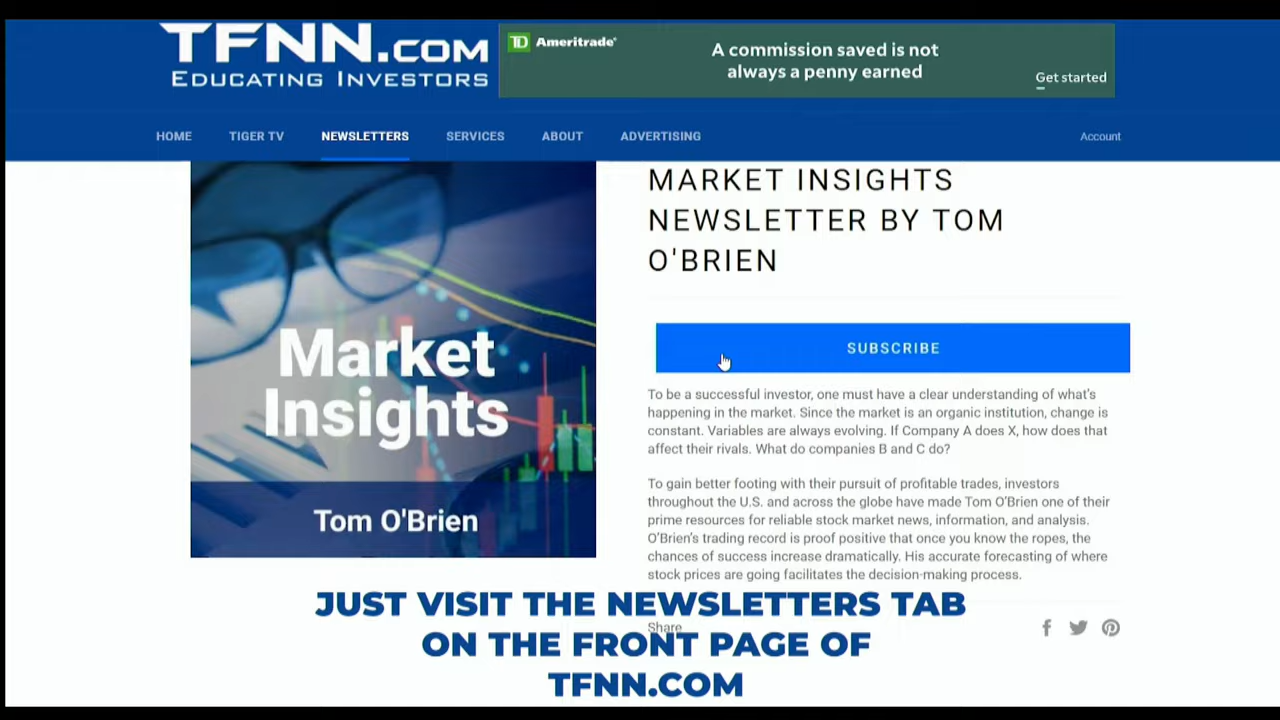 TFNN.COM
EDUCATING INVESTORS
TD Ameritrade®
A commission saved is not
always a penny earned
Get started
HOME TIGER TV NEWSLETTERS SERVICES ABOUT ADVERTISING Account
MARKET INSIGHTS
NEWSLETTER BY TOM
O'BRIEN
Market
Insights
Tom O'Brien
SUBSCRIBE
To be a successful investor, one must have a clear understanding of what's
happening in the market. Since the market is an organic institution, change is
constant. Variables are always evolving. If Company A does X, how does that
affect their rivals. What do companies B and C do?
To gain better footing with their pursuit of profitable trades, investors
throughout the U.S. and across the globe have made Tom O'Brien one of their
prime resources for reliable stock market news, information, and analysis.
O'Brien's trading record is proof positive that once you know the ropes, the
chances of success increase dramatically. His accurate forecasting of where
stock prices are going facilitates the decision-making process.
Share
JUST VISIT THE NEWSLETTERS TAB
ON THE FRONT PAGE OF
TFNN.COM